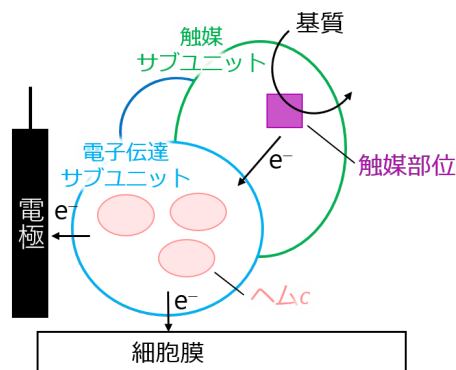 基質
触媒
サブユニット
電子伝達
サブユニット
e⁻
触媒部位
電極
e⁻
ヘムc
e⁻
細胞膜